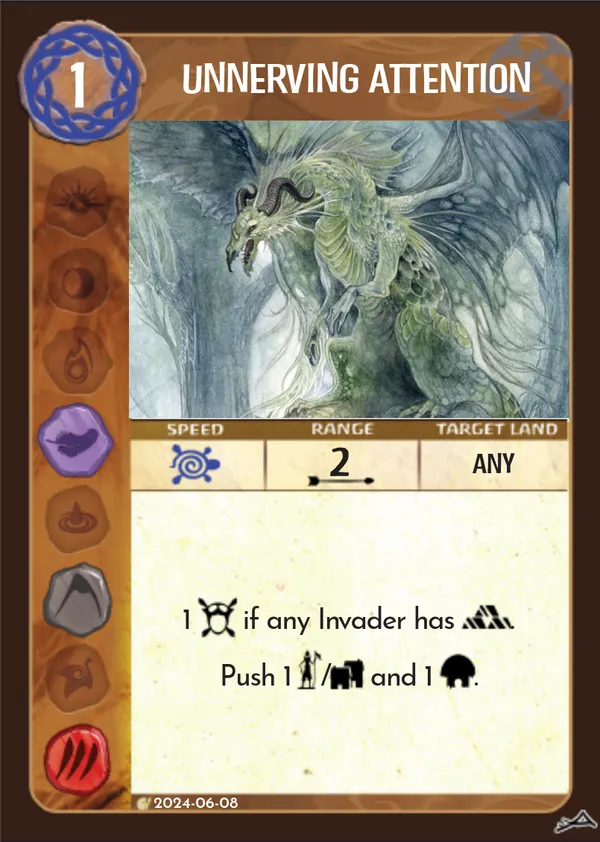 1
UNNERVING ATTENTION
SPEED RANGE TARGET LAND
2 ANY
1 if any Invader has .
Push 1 / and 1 .
2024-06-08